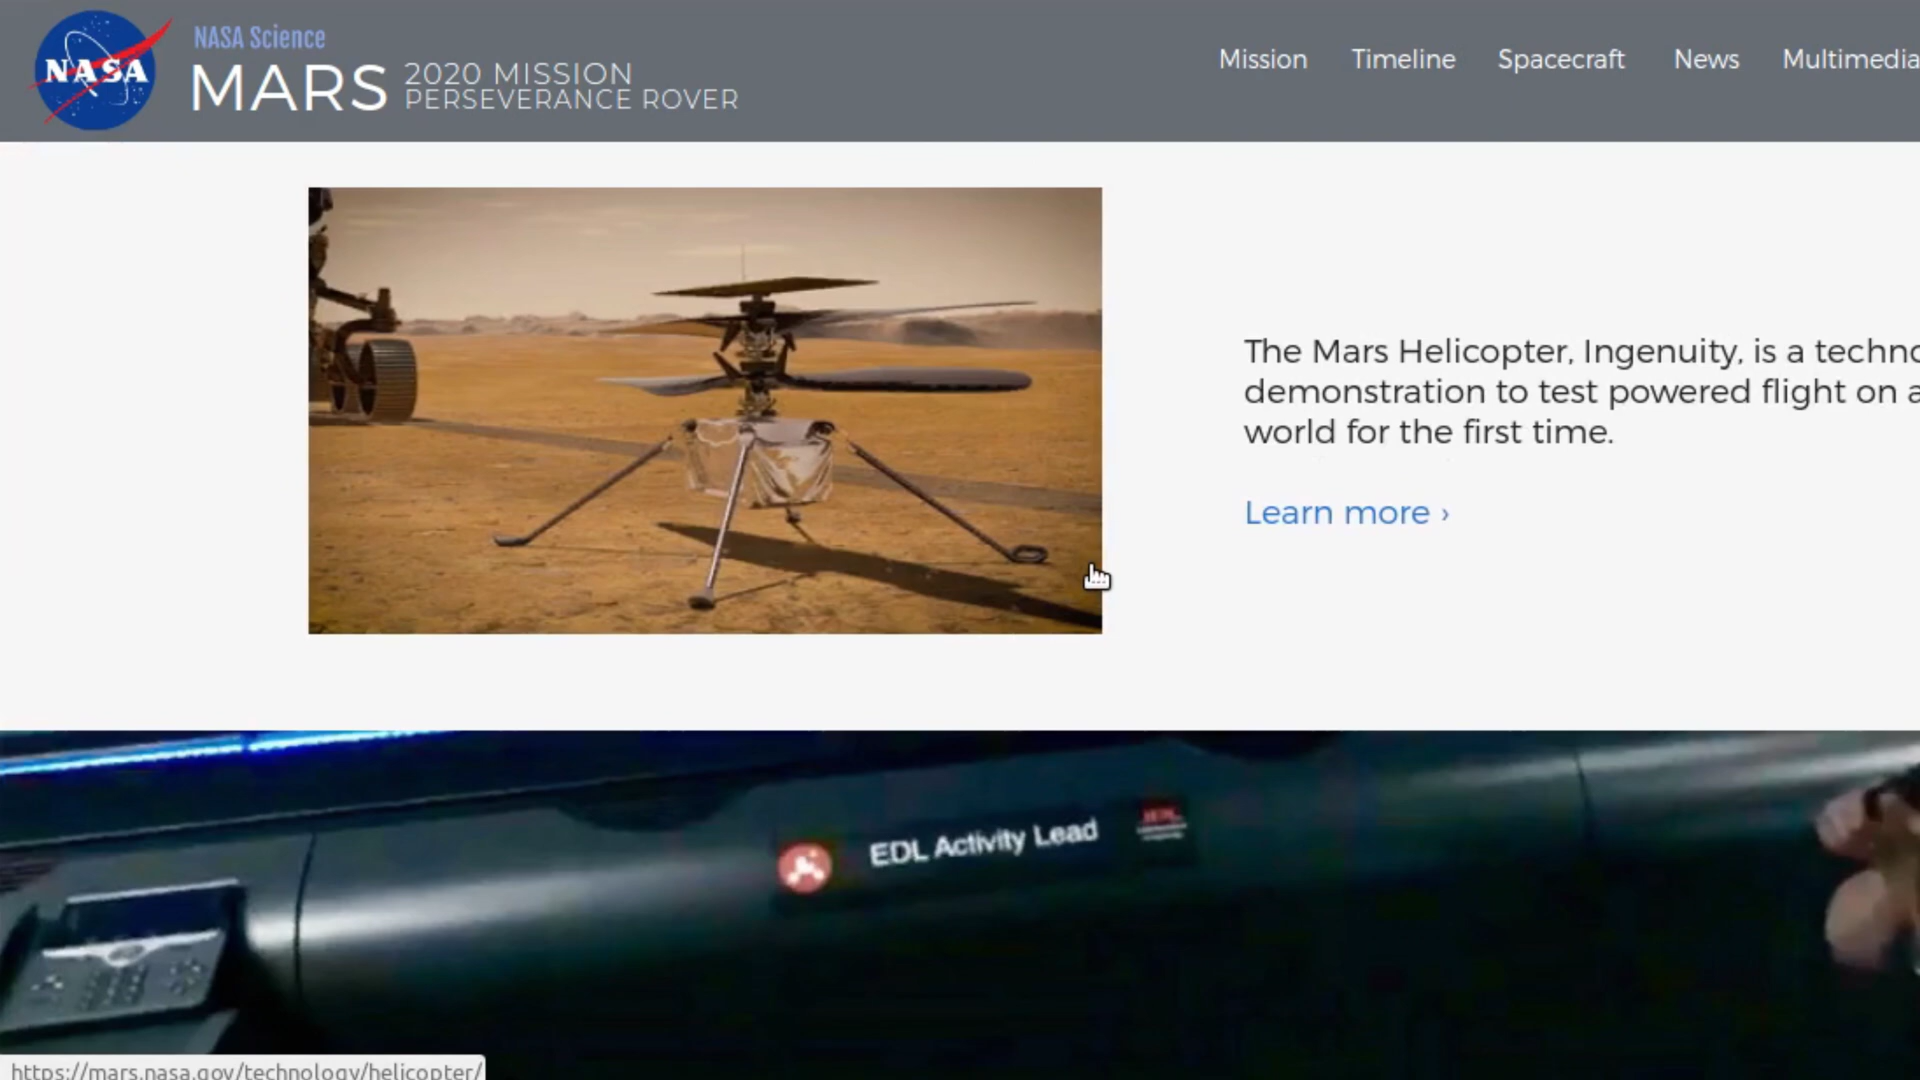 NASA
NASA Science
MARS
2020 MISSION
PERSEVERANCE ROVER
Mission Timeline Spacecraft News Multimedia
The Mars Helicopter, Ingenuity, is a techno
demonstration to test powered flight on a
world for the first time.
Learn more ›
EDL Activity Lead
https://mars.nasa.gov/technology/helicopter/